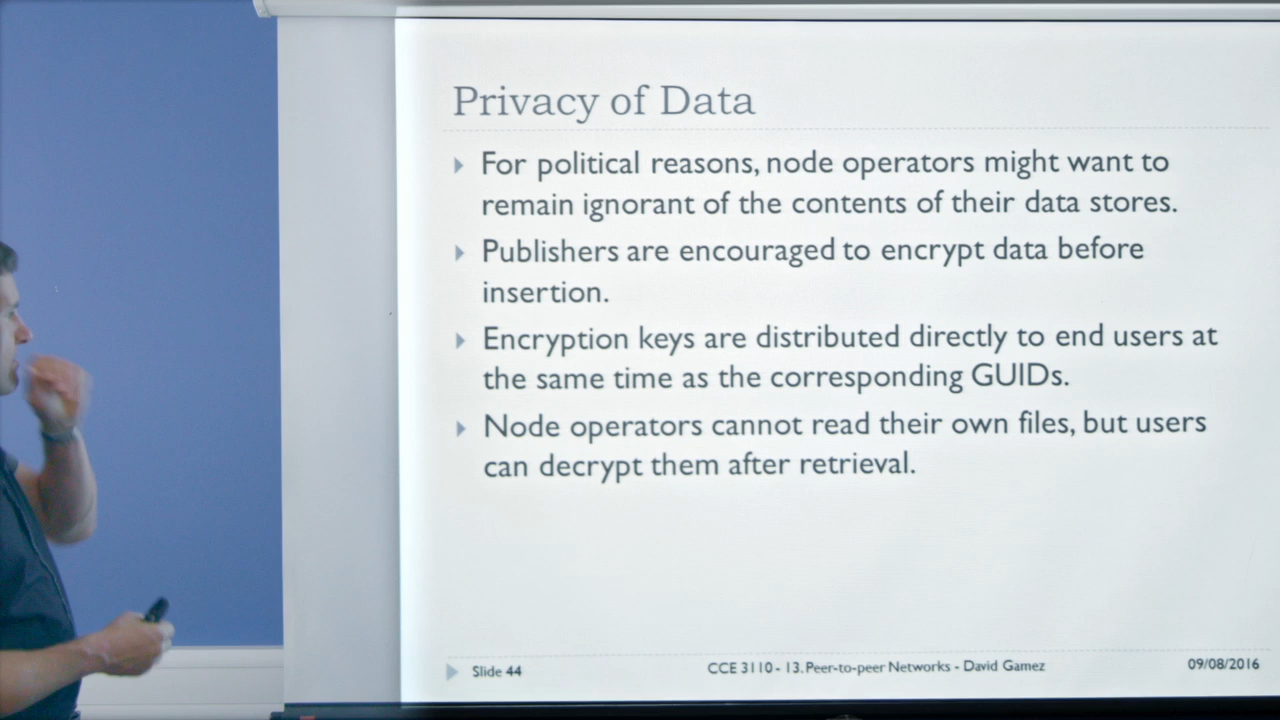 Privacy of Data
For political reasons, node operators might want to
remain ignorant of the contents of their data stores.
Publishers are encouraged to encrypt data before
insertion.
Encryption keys are distributed directly to end users at
the same time as the corresponding GUIDs.
Node operators cannot read their own files, but users
can decrypt them after retrieval.
Slide 44 CCE 3110 - 13. Peer-to-peer Networks - David Gamez 09/08/2016